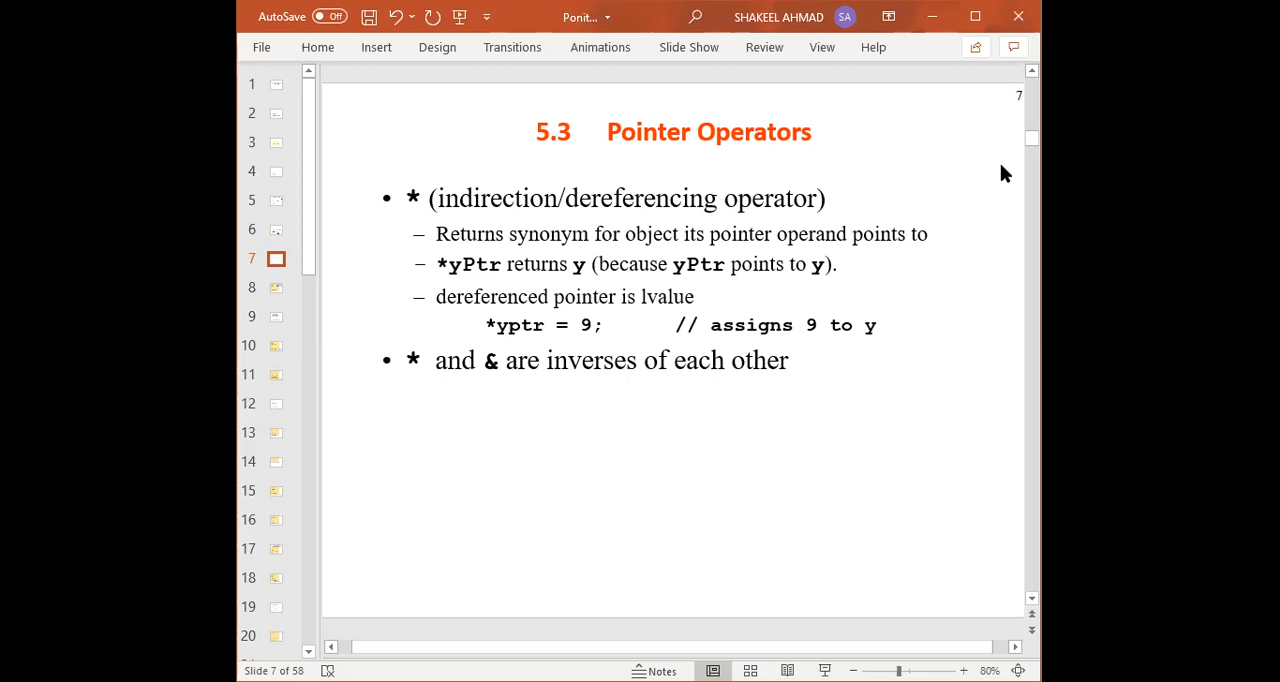 AutoSave Off Ponit... SHAKEEL AHMAD SA
File Home Insert Design Transitions Animations Slide Show Review View Help
7
5.3 Pointer Operators
• * (indirection/dereferencing operator)
– Returns synonym for object its pointer operand points to
– *yPtr returns y (because yPtr points to y).
– dereferenced pointer is lvalue
*yptr = 9; // assigns 9 to y
• * and & are inverses of each other
1
2
3
4
5
6
7
8
9
10
11
12
13
14
15
16
17
18
19
20
Slide 7 of 58 Notes 80%